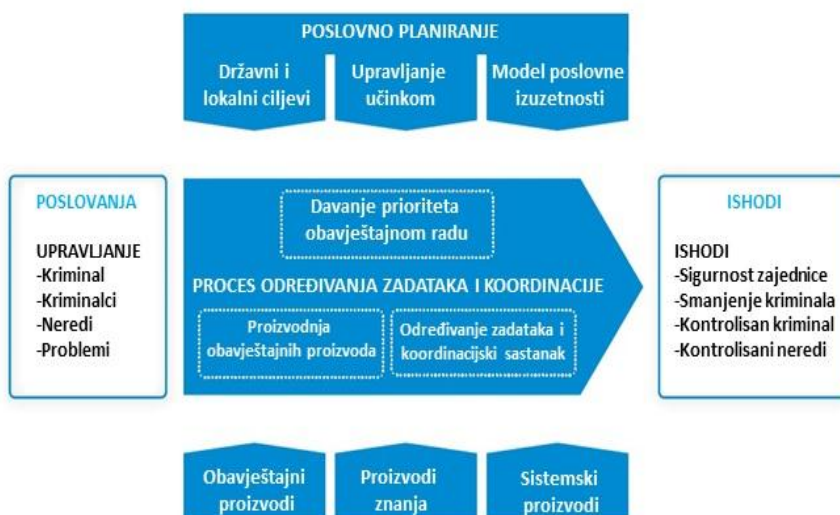 POSLOVNO PLANIRANJE
Državni i
lokalni ciljevi
Upravljanje
učinkom
Model poslovne
izuzetnosti
POSLOVANJA
UPRAVLJANJE
-Kriminal
-Kriminalci
-Neredi
-Problemi
Davanje prioriteta
obavještajnom radu
PROCES ODREĐIVANJA ZADATAKA I KOORDINACIJE
Proizvodnja
obavještajnih proizvoda
Određivanje zadataka i
koordinacijski sastanak
ISHODI
ISHODI
-Sigurnost zajednice
-Smanjenje kriminala
-Kontrolisan kriminal
-Kontrolisani neredi
Obavještajni
proizvodi
Proizvodi
znanja
Sistemski
proizvodi